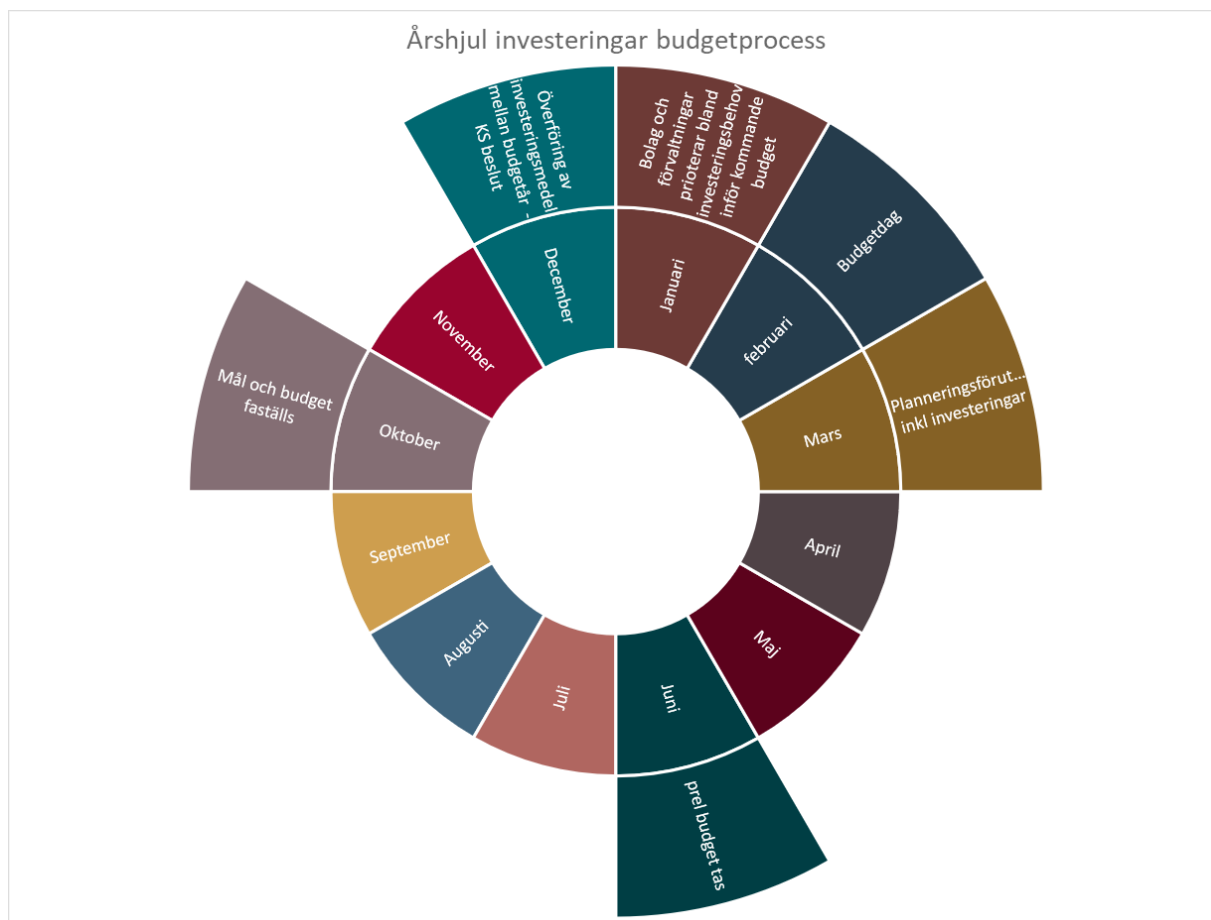 Årshjul investeringar budgetprocess
Bolag och
förvaltningar
prioterar bland
investeringsbehov
inför kommande
budget
Januari
Budgetdag
februari
Planneringsförut...
inkl investeringar
Mars
April
Maj
Juni
prel budget tas
Juli
Augusti
September
Oktober
Mål och budget
faställs
November
December
Överföring av
investeringsmedel
mellan budgetår -
KS beslut